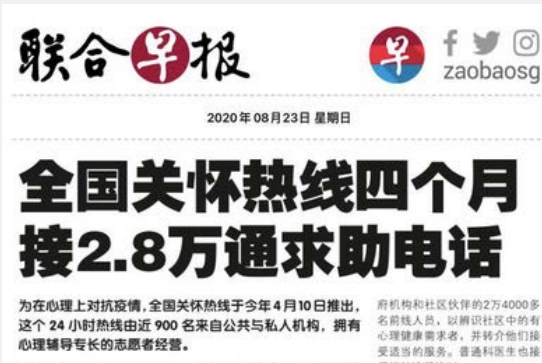 联合早报
早
zaobaosg
2020年08月23日 星期日
全国关怀热线四个月
接2.8万通求助电话
为在心理上对抗疫情，全国关怀热线于今年4月10日推出，
这个24小时热线由近900名来自公共与私人机构，拥有
心理辅导专长的志愿者经营。
府机构和社区伙伴的2万4000多
名前线人员，以辨识社区中的有
心理健康需求者，并转介他们接
受适当的服务。普通科医生也接